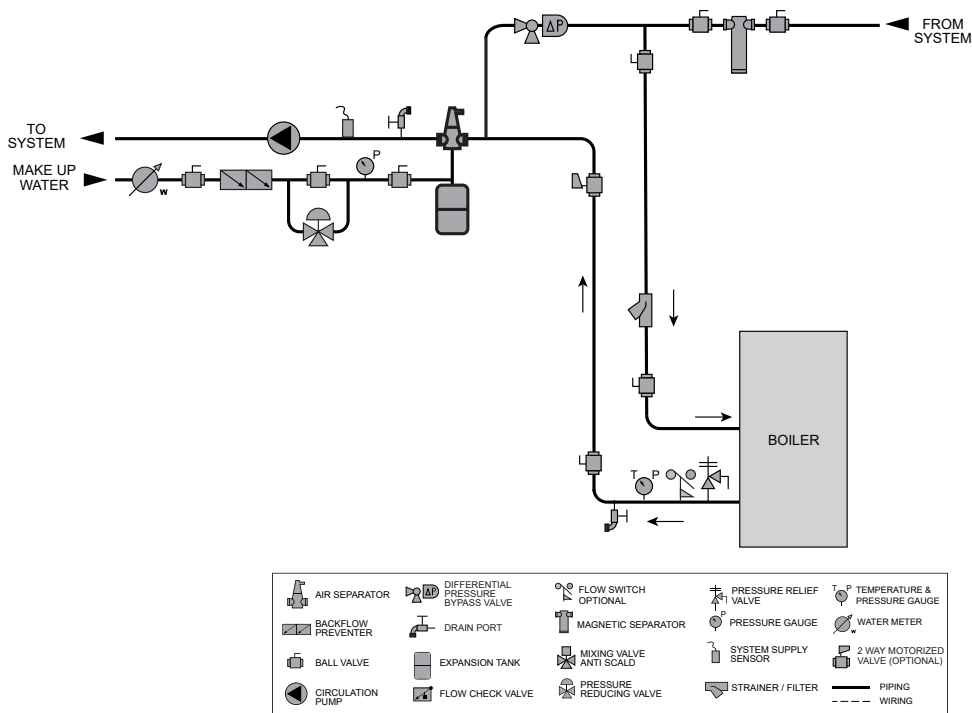 ΔP
FROM
SYSTEM
TO
SYSTEM
MAKE UP
WATER
P
W
BOILER
T P
AIR SEPARATOR
ΔP
DIFFERENTIAL
PRESSURE
BYPASS VALVE
FLOW SWITCH
OPTIONAL
PRESSURE RELIEF
VALVE
T P
TEMPERATURE &
PRESSURE GAUGE
BACKFLOW
PREVENTER
DRAIN PORT
MAGNETIC SEPARATOR
P
PRESSURE GAUGE
W
WATER METER
BALL VALVE
EXPANSION TANK
MIXING VALVE
ANTI SCALD
SYSTEM SUPPLY
SENSOR
2 WAY MOTORIZED
VALVE (OPTIONAL)
CIRCULATION
PUMP
FLOW CHECK VALVE
PRESSURE
REDUCING VALVE
STRAINER / FILTER
PIPING
WIRING